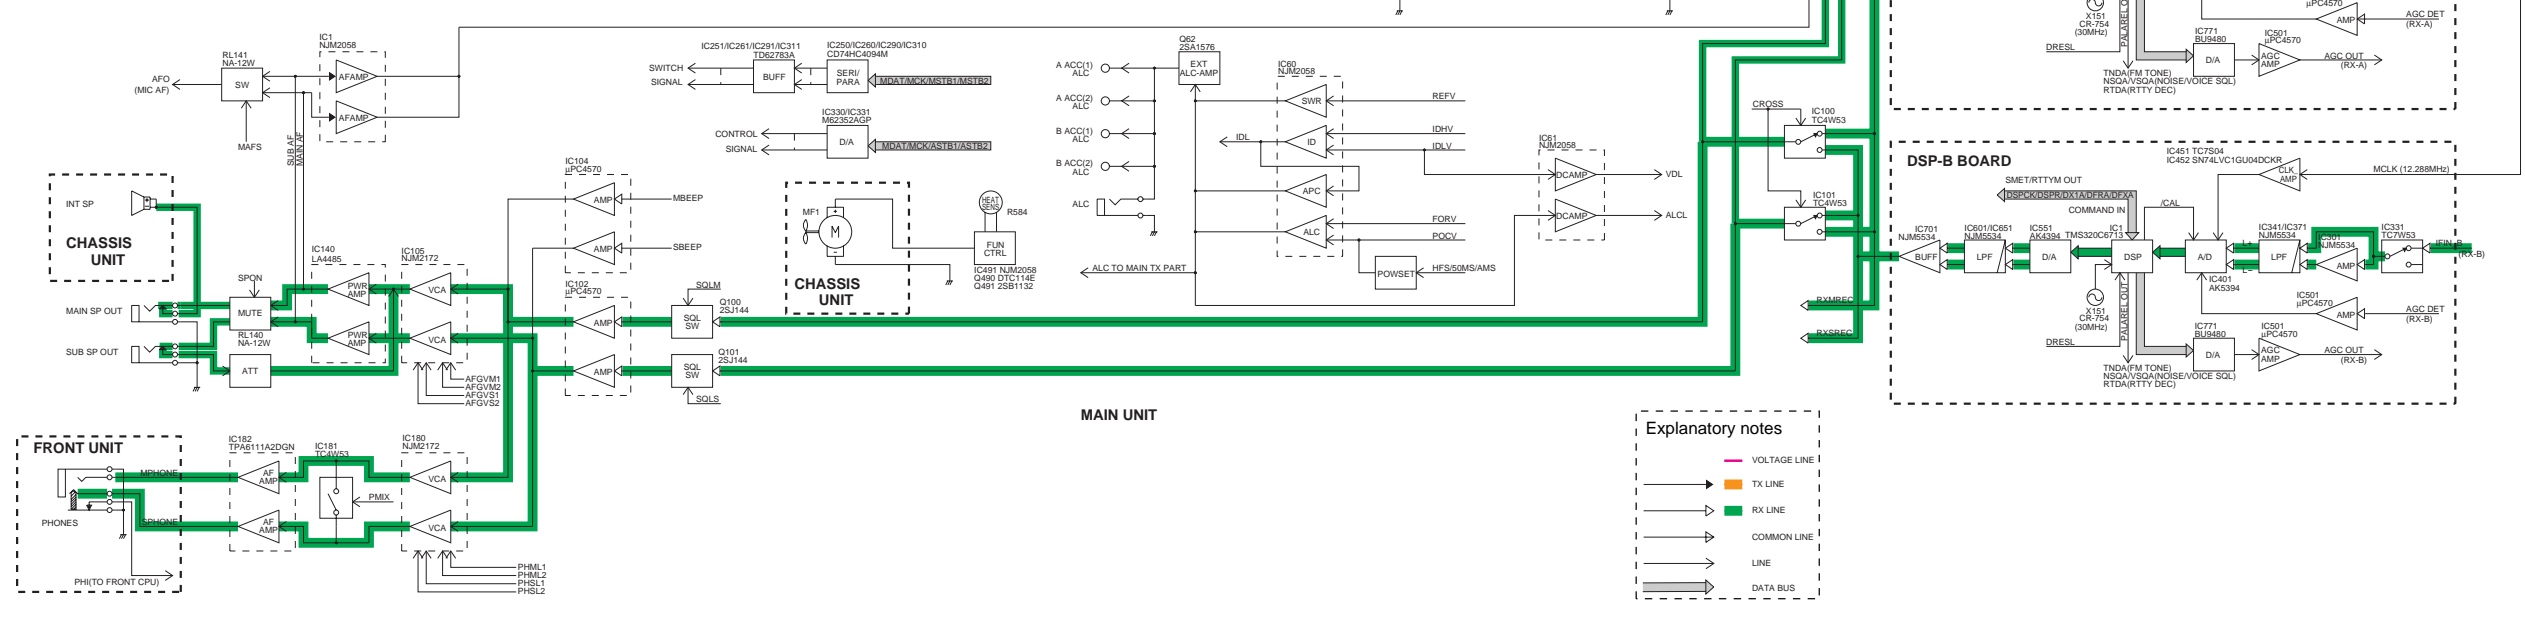 IC1
NJM2058
RL141
NA-12W
AFO
(MIC AF)
SW
AFAMP
AFAMP
MAFS
SUB AF
MAIN AF
IC251/IC261/IC291/IC311
TD62783A
IC250/IC260/IC290/IC310
CD74HC4094M
SWITCH
SIGNAL
BUFF
SERI/
PARA
MDAT/MCK/MSTB1/MSTB2
IC330/IC331
M62352AGP
CONTROL
SIGNAL
D/A
MDAT/MCK/ASTB1/ASTB2
Q62
2SA1576
A ACC(1)
ALC
EXT
ALC-AMP
A ACC(2)
ALC
B ACC(1)
ALC
B ACC(2)
ALC
ALC
IC60
NJM2058
SWR
REFV
IDL
ID
IDHV
IDLV
APC
ALC
FORV
POCV
POWSET
HFS/50MS/AMS
ALC TO MAIN TX PART
IC61
NJM2058
DCAMP
VDL
DCAMP
ALCL
CROSS
IC100
TC4W53
IC101
TC4W53
RXMREC
RXSREC
X151
CR-754
(30MHz)
PALAREL O
DRESL
IC771
BU9480
D/A
IC501
µPC4570
AGC
AMP
AGC OUT
(RX-A)
µPC4570
AMP
AGC DET
(RX-A)
TNDA(FM TONE)
NSQA/VSQA(NOISE/VOICE SQL)
RTDA(RTTY DEC)
DSP-B BOARD
IC451 TC7S04
IC452 SN74LVC1GU04DCKR
CLK
AMP
MCLK (12.288MHz)
SMET/RTTYM OUT
DSPCK/DSPR/DX1A/DFRA/DFXA
COMMAND IN
/CAL
IC701
NJM5534
BUFF
IC601/IC651
NJM5534
LPF
IC551
AK4394
D/A
IC1
TMS320C6713
DSP
A/D
IC401
AK5394
L+
L−
IC341/IC371
NJM5534
LPF
IC301
NJM5534
AMP
IC331
TC7W53
IFIN_B
(RX-B)
X151
CR-754
(30MHz)
PALAREL OUT
DRESL
IC501
µPC4570
AMP
AGC DET
(RX-B)
IC771
BU9480
D/A
IC501
µPC4570
AGC
AMP
AGC OUT
(RX-B)
TNDA(FM TONE)
NSQA/VSQA(NOISE/VOICE SQL)
RTDA(RTTY DEC)
INT SP
CHASSIS
UNIT
MAIN SP OUT
SUB SP OUT
SPON
MUTE
RL140
NA-12W
ATT
IC140
LA4485
PWR
AMP
PWR
AMP
IC105
NJM2172
VCA
VCA
AFGVM1
AFGVM2
AFGVS1
AFGVS2
IC104
µPC4570
AMP
MBEEP
AMP
SBEEP
IC102
µPC4570
AMP
AMP
SQLM
Q100
2SJ144
SQL
SW
Q101
2SJ144
SQL
SW
SQLS
MF1
M
CHASSIS
UNIT
HEAT
SENS
R584
FUN
CTRL
IC491 NJM2058
Q490 DTC114E
Q491 2SB1132
MAIN UNIT
FRONT UNIT
MPHONE
SPHONE
PHONES
PHI(TO FRONT CPU)
IC182
TPA6111A2DGN
AF
AMP
AF
AMP
IC181
TC4W53
PMIX
IC180
NJM2172
VCA
VCA
PHML1
PHML2
PHSL1
PHSL2
Explanatory notes
VOLTAGE LINE
TX LINE
RX LINE
COMMON LINE
LINE
DATA BUS